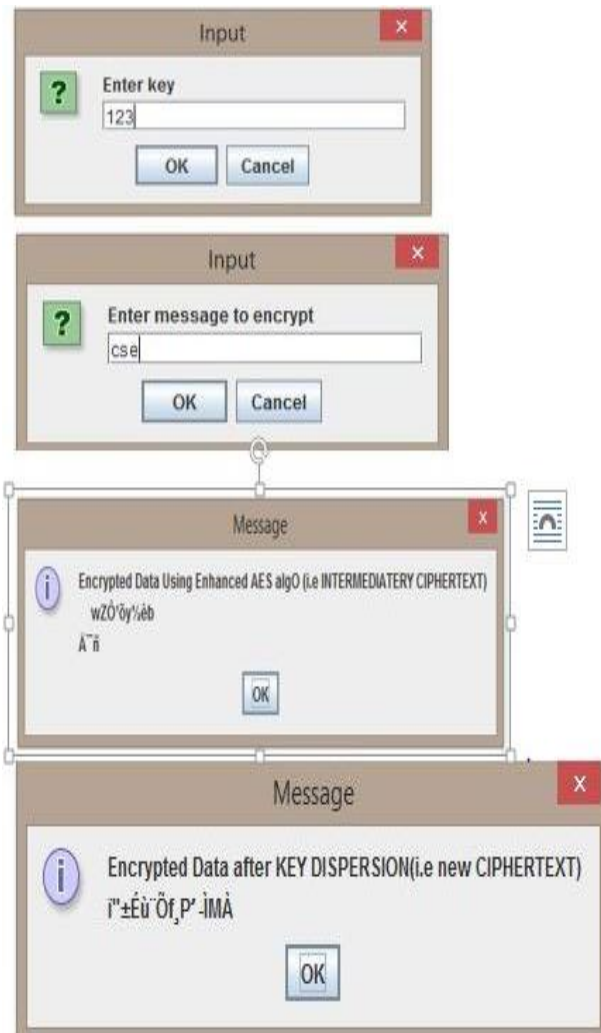 Input
x
?
Enter key
123
OK Cancel
Input
x
?
Enter message to encrypt
cse
OK Cancel
Message
x
i
Encrypted Data Using Enhanced AES algO (i.e INTERMEDIATERY CIPHERTEXT)
OK
Message
x
i
Encrypted Data after KEY DISPERSION(i.e new CIPHERTEXT)
OK